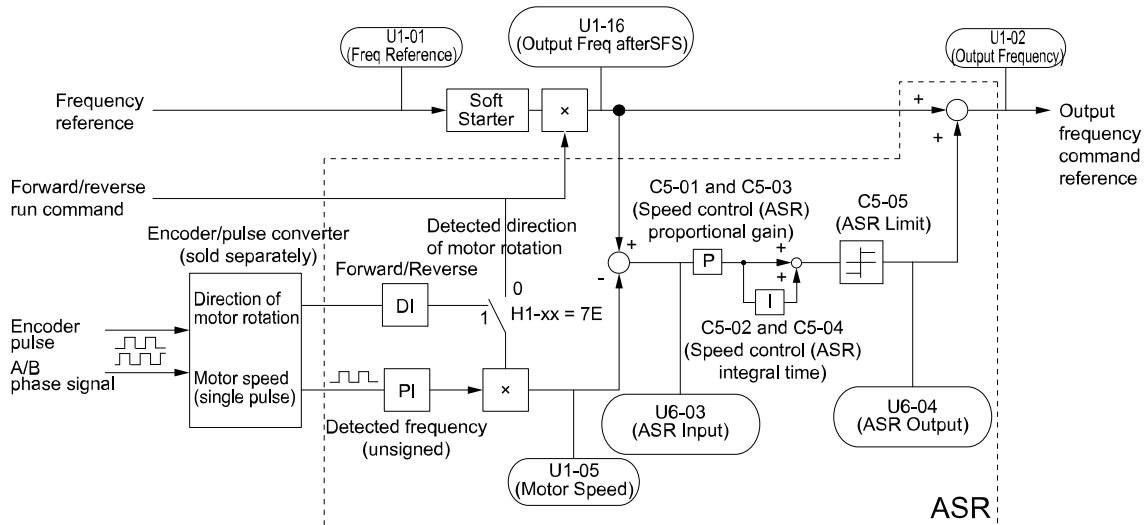 U1-01
(Freq Reference)
U1-16
(Output Freq afterSFS)
U1-02
(Output Frequency)
Frequency
reference
Soft
Starter
×
+
+
Output
frequency
command
reference
Forward/reverse
run command
Detected direction
of motor rotation
C5-01 and C5-03
(Speed control (ASR)
proportional gain)
C5-05
(ASR Limit)
Encoder/pulse converter
(sold separately)
Forward/Reverse
+
-
P
+
+
I
Direction of
motor rotation
DI
0
1
H1-xx = 7E
C5-02 and C5-04
(Speed control (ASR)
integral time)
Encoder
pulse
A/B
phase signal
Motor speed
(single pulse)
PI
×
Detected frequency
(unsigned)
U6-03
(ASR Input)
U6-04
(ASR Output)
U1-05
(Motor Speed)
ASR